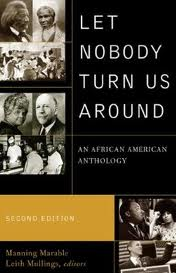 LET
NOBODY
TURN US
AROUND
AN AFRICAN AMERICAN
ANTHOLOGY
SECOND EDITION
Manning Marable
Leith Mullings, editors